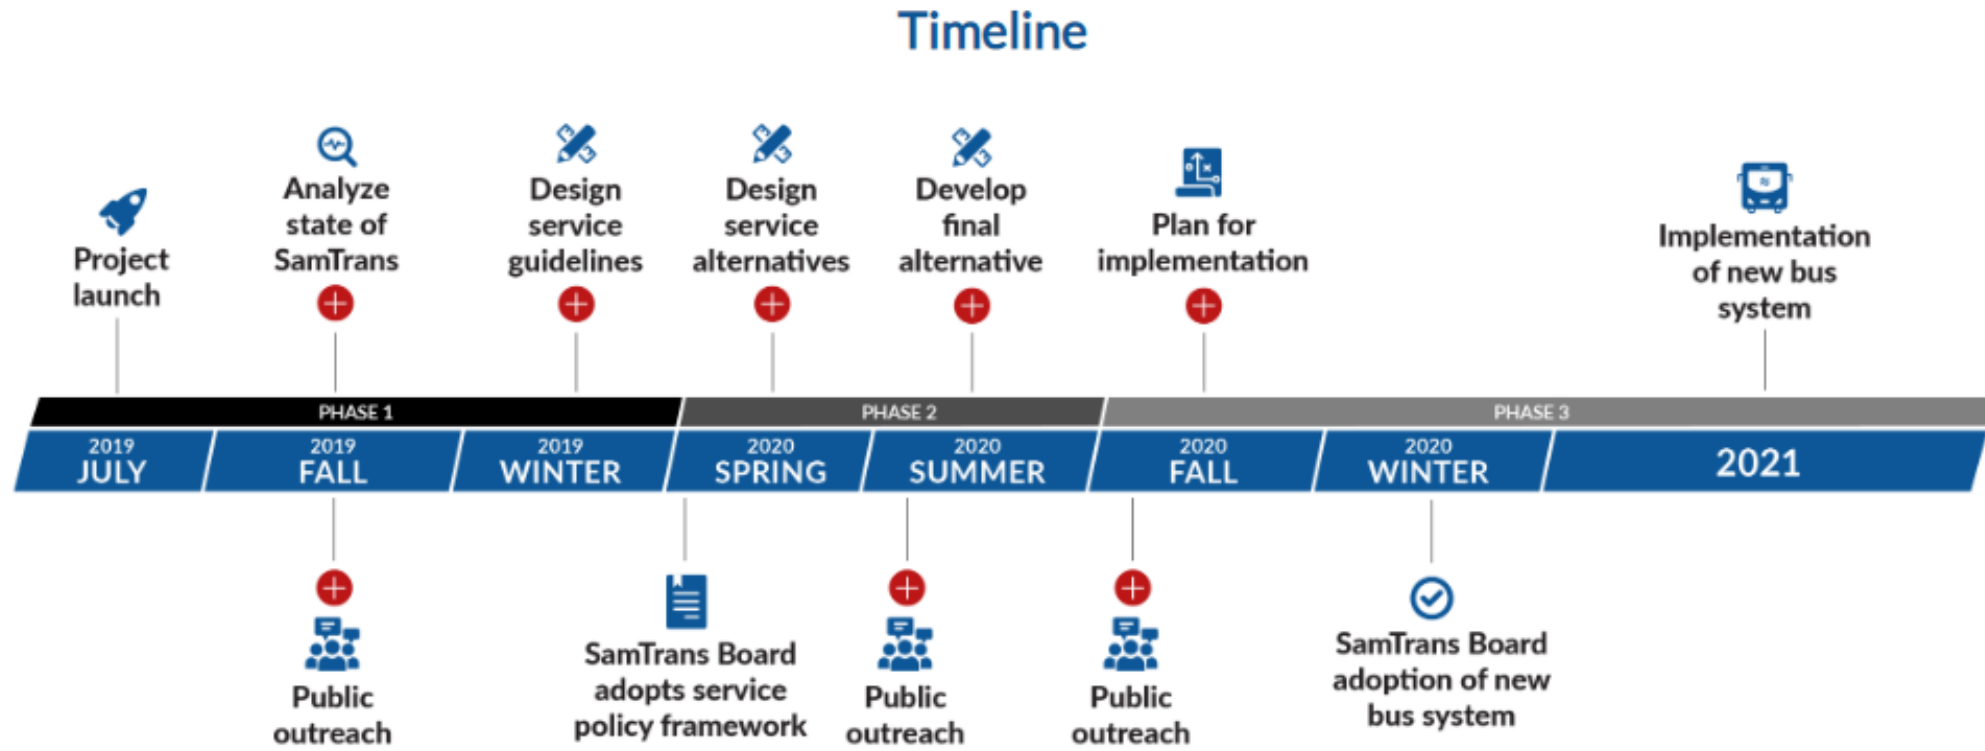 Timeline
Project
launch
Analyze
state of
SamTrans
Design
service
guidelines
Design
service
alternatives
Develop
final
alternative
Plan for
implementation
Implementation
of new bus
system
PHASE 1
PHASE 2
PHASE 3
2019
JULY
2019
FALL
2019
WINTER
2020
SPRING
2020
SUMMER
2020
FALL
2020
WINTER
2021
Public
outreach
SamTrans Board
adopts service
policy framework
Public
outreach
Public
outreach
SamTrans Board
adoption of new
bus system